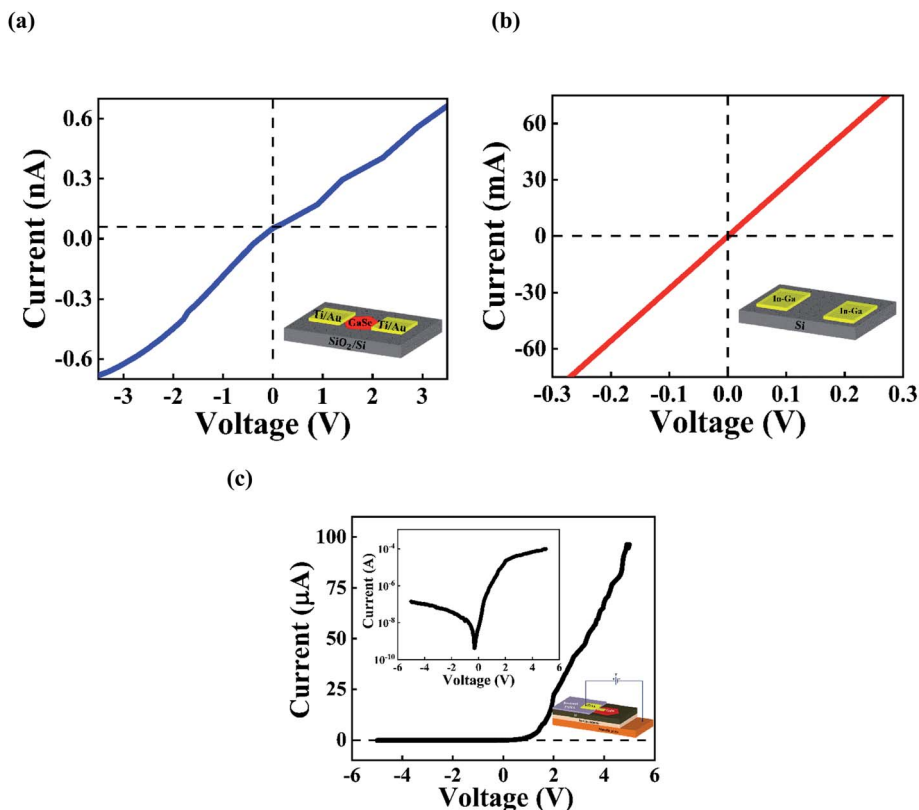 (a)
(b)
Current (nA)
0.6
0.3
0.0
-0.3
-0.6
-3 -2 -1 0 1 2 3
Voltage (V)
Ti/Au GaSe Ti/Au
SiO2/Si
Current (mA)
60
30
0
-30
-60
-0.3 -0.2 -0.1 0.0 0.1 0.2 0.3
Voltage (V)
In-Ga In-Ga
Si
(c)
Current (μA)
100
75
50
25
0
-6 -4 -2 0 2 4 6
Voltage (V)
Current (A)
10⁻⁴
10⁻⁶
10⁻⁸
10⁻¹⁰
-6 -4 -2 0 2 4 6
Voltage (V)